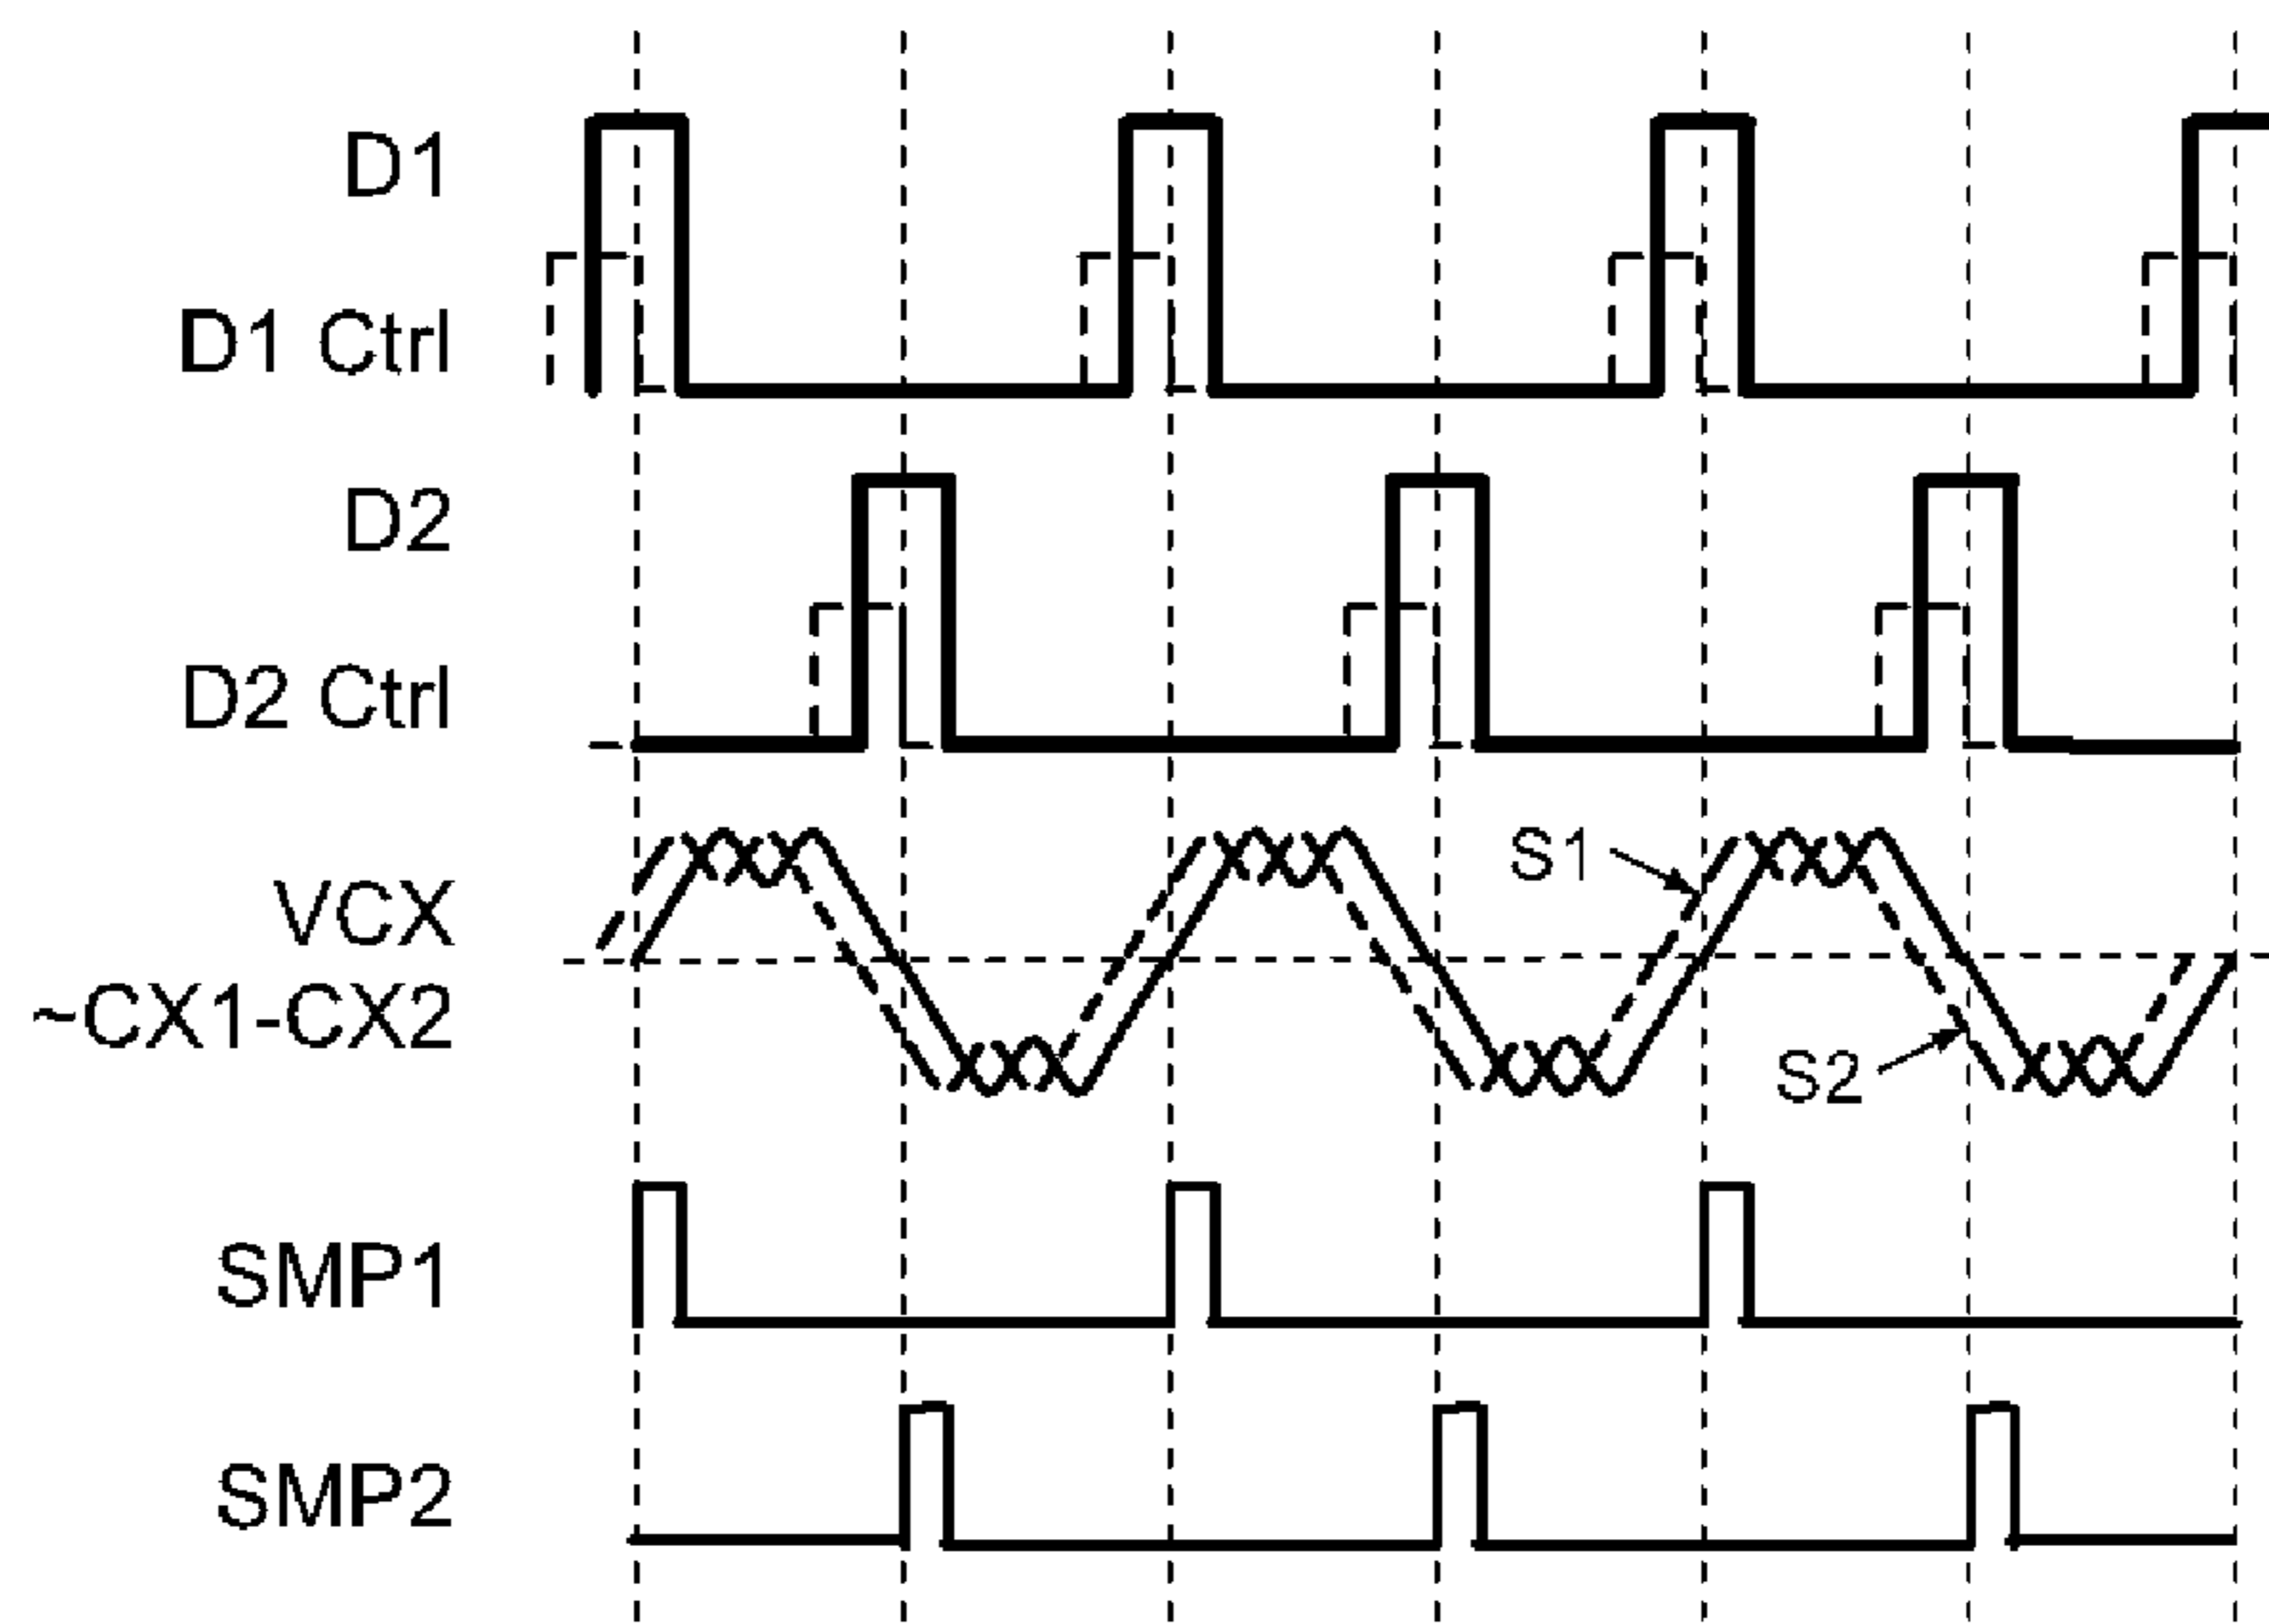 D1
D1 Ctrl
D2
D2 Ctrl
VCX
~CX1-CX2
S1
S2
SMP1
SMP2